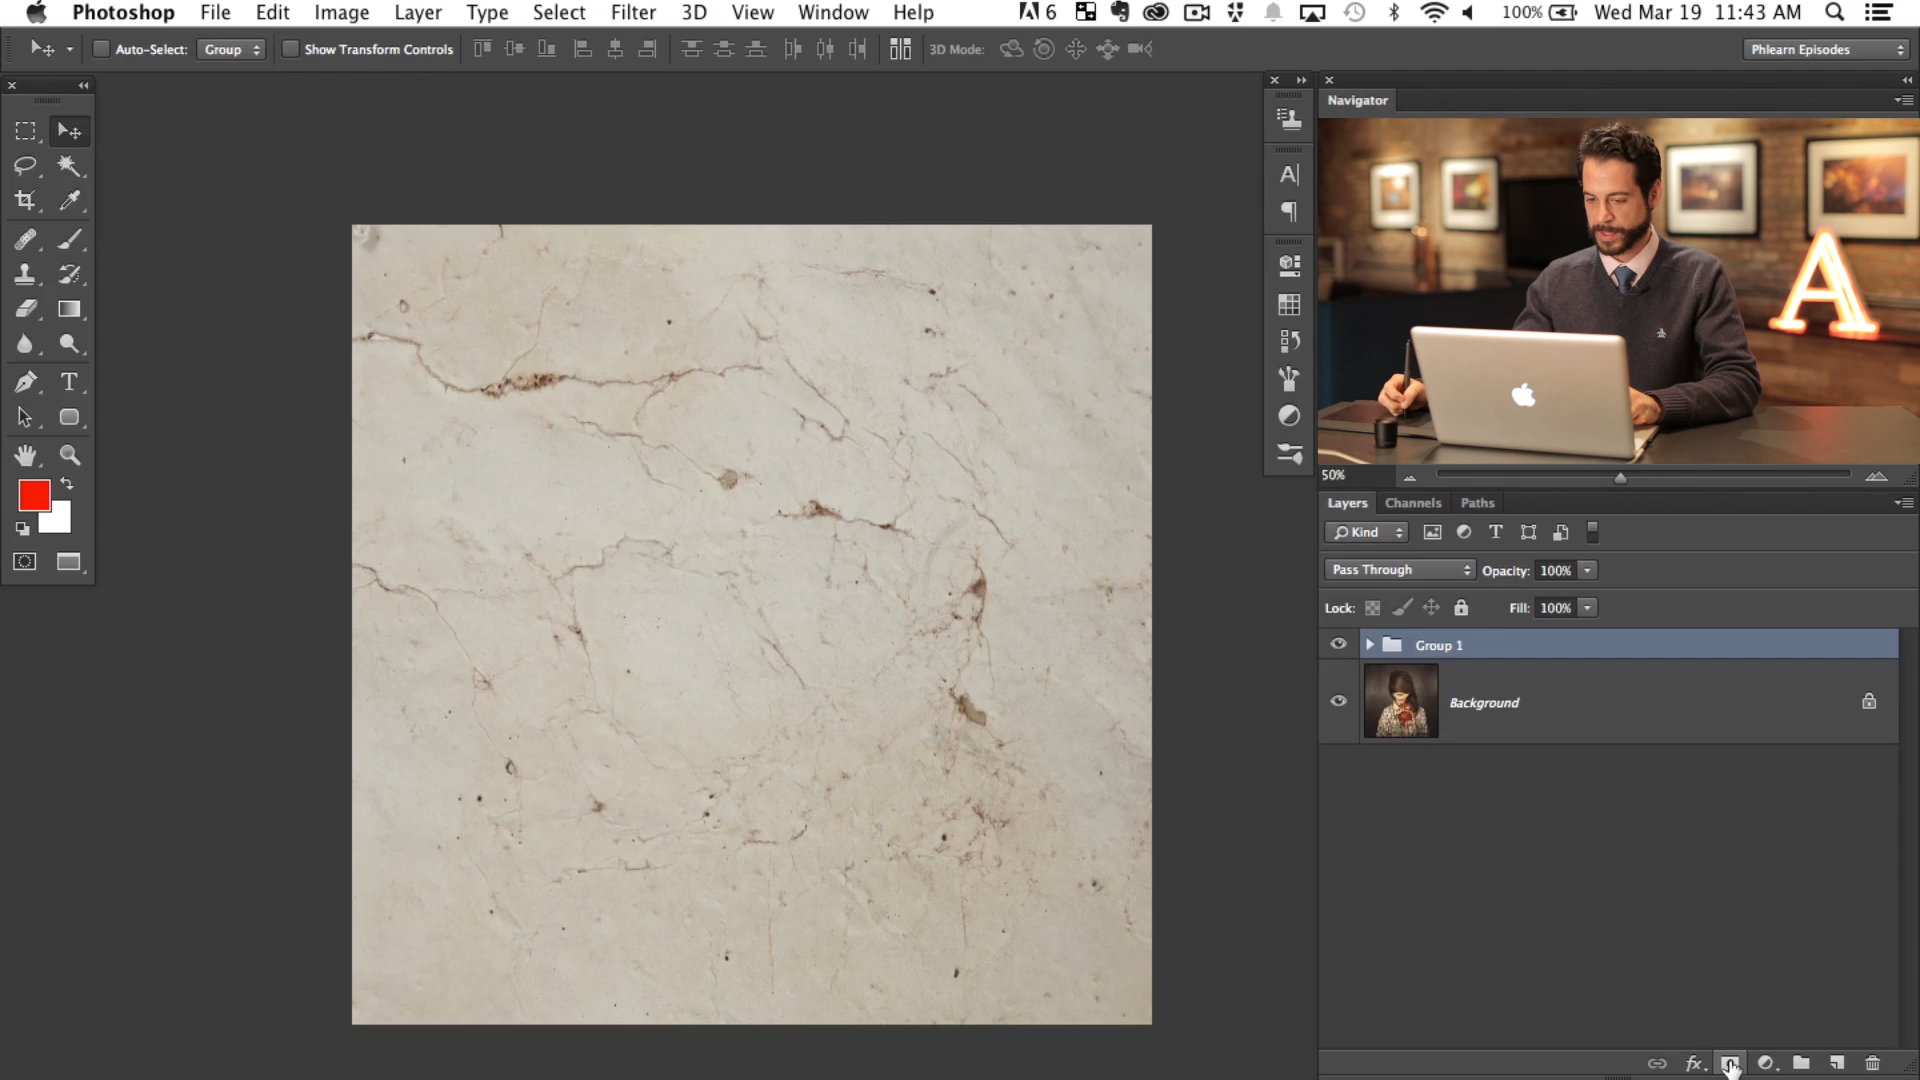 Photoshop File Edit Image Layer Type Select Filter 3D View Window Help 6 100% Wed Mar 19 11:43 AM
Auto-Select: Group Show Transform Controls 3D Mode: Phlearn Episodes
Navigator
A
50%
Layers Channels Paths
Kind
Pass Through Opacity: 100%
Lock: Fill: 100%
Group 1
Background
fx